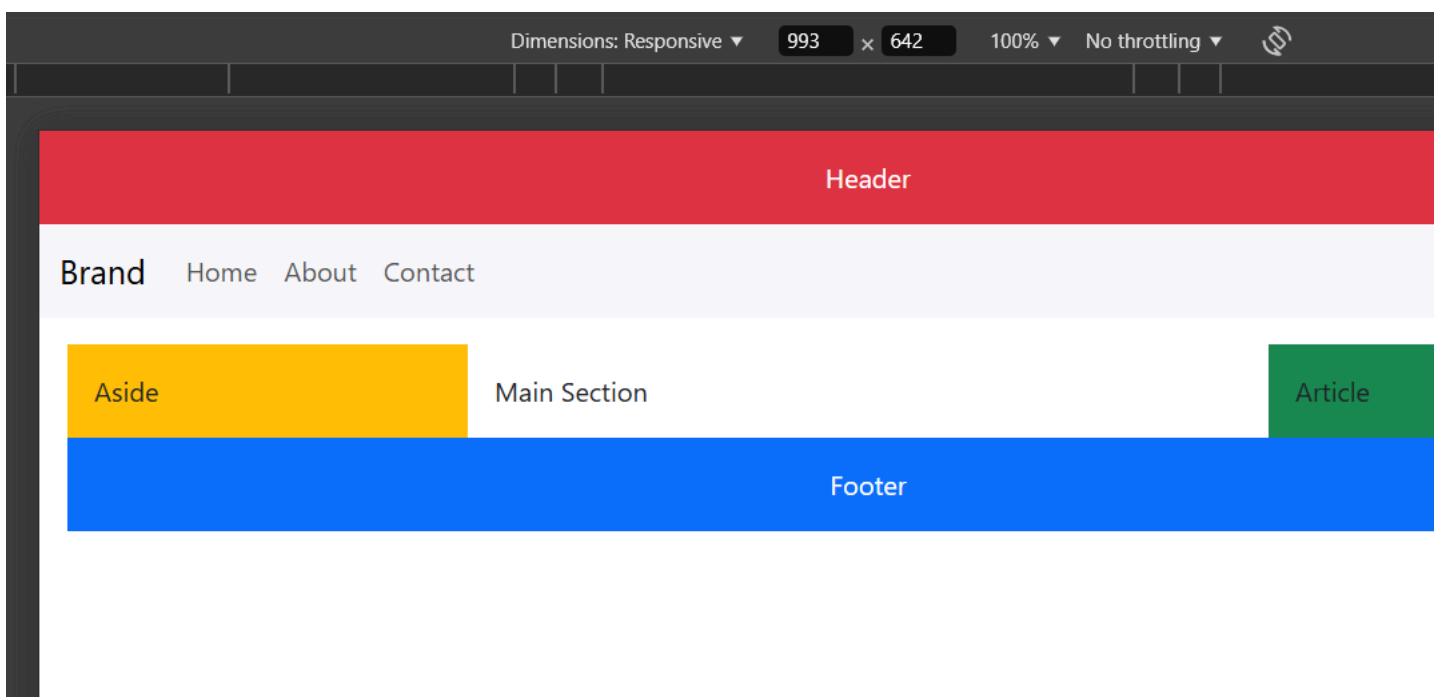 Dimensions: Responsive ▼ 993 × 642 100% ▼ No throttling ▼
Header
Brand Home About Contact
Aside Main Section Article
Footer